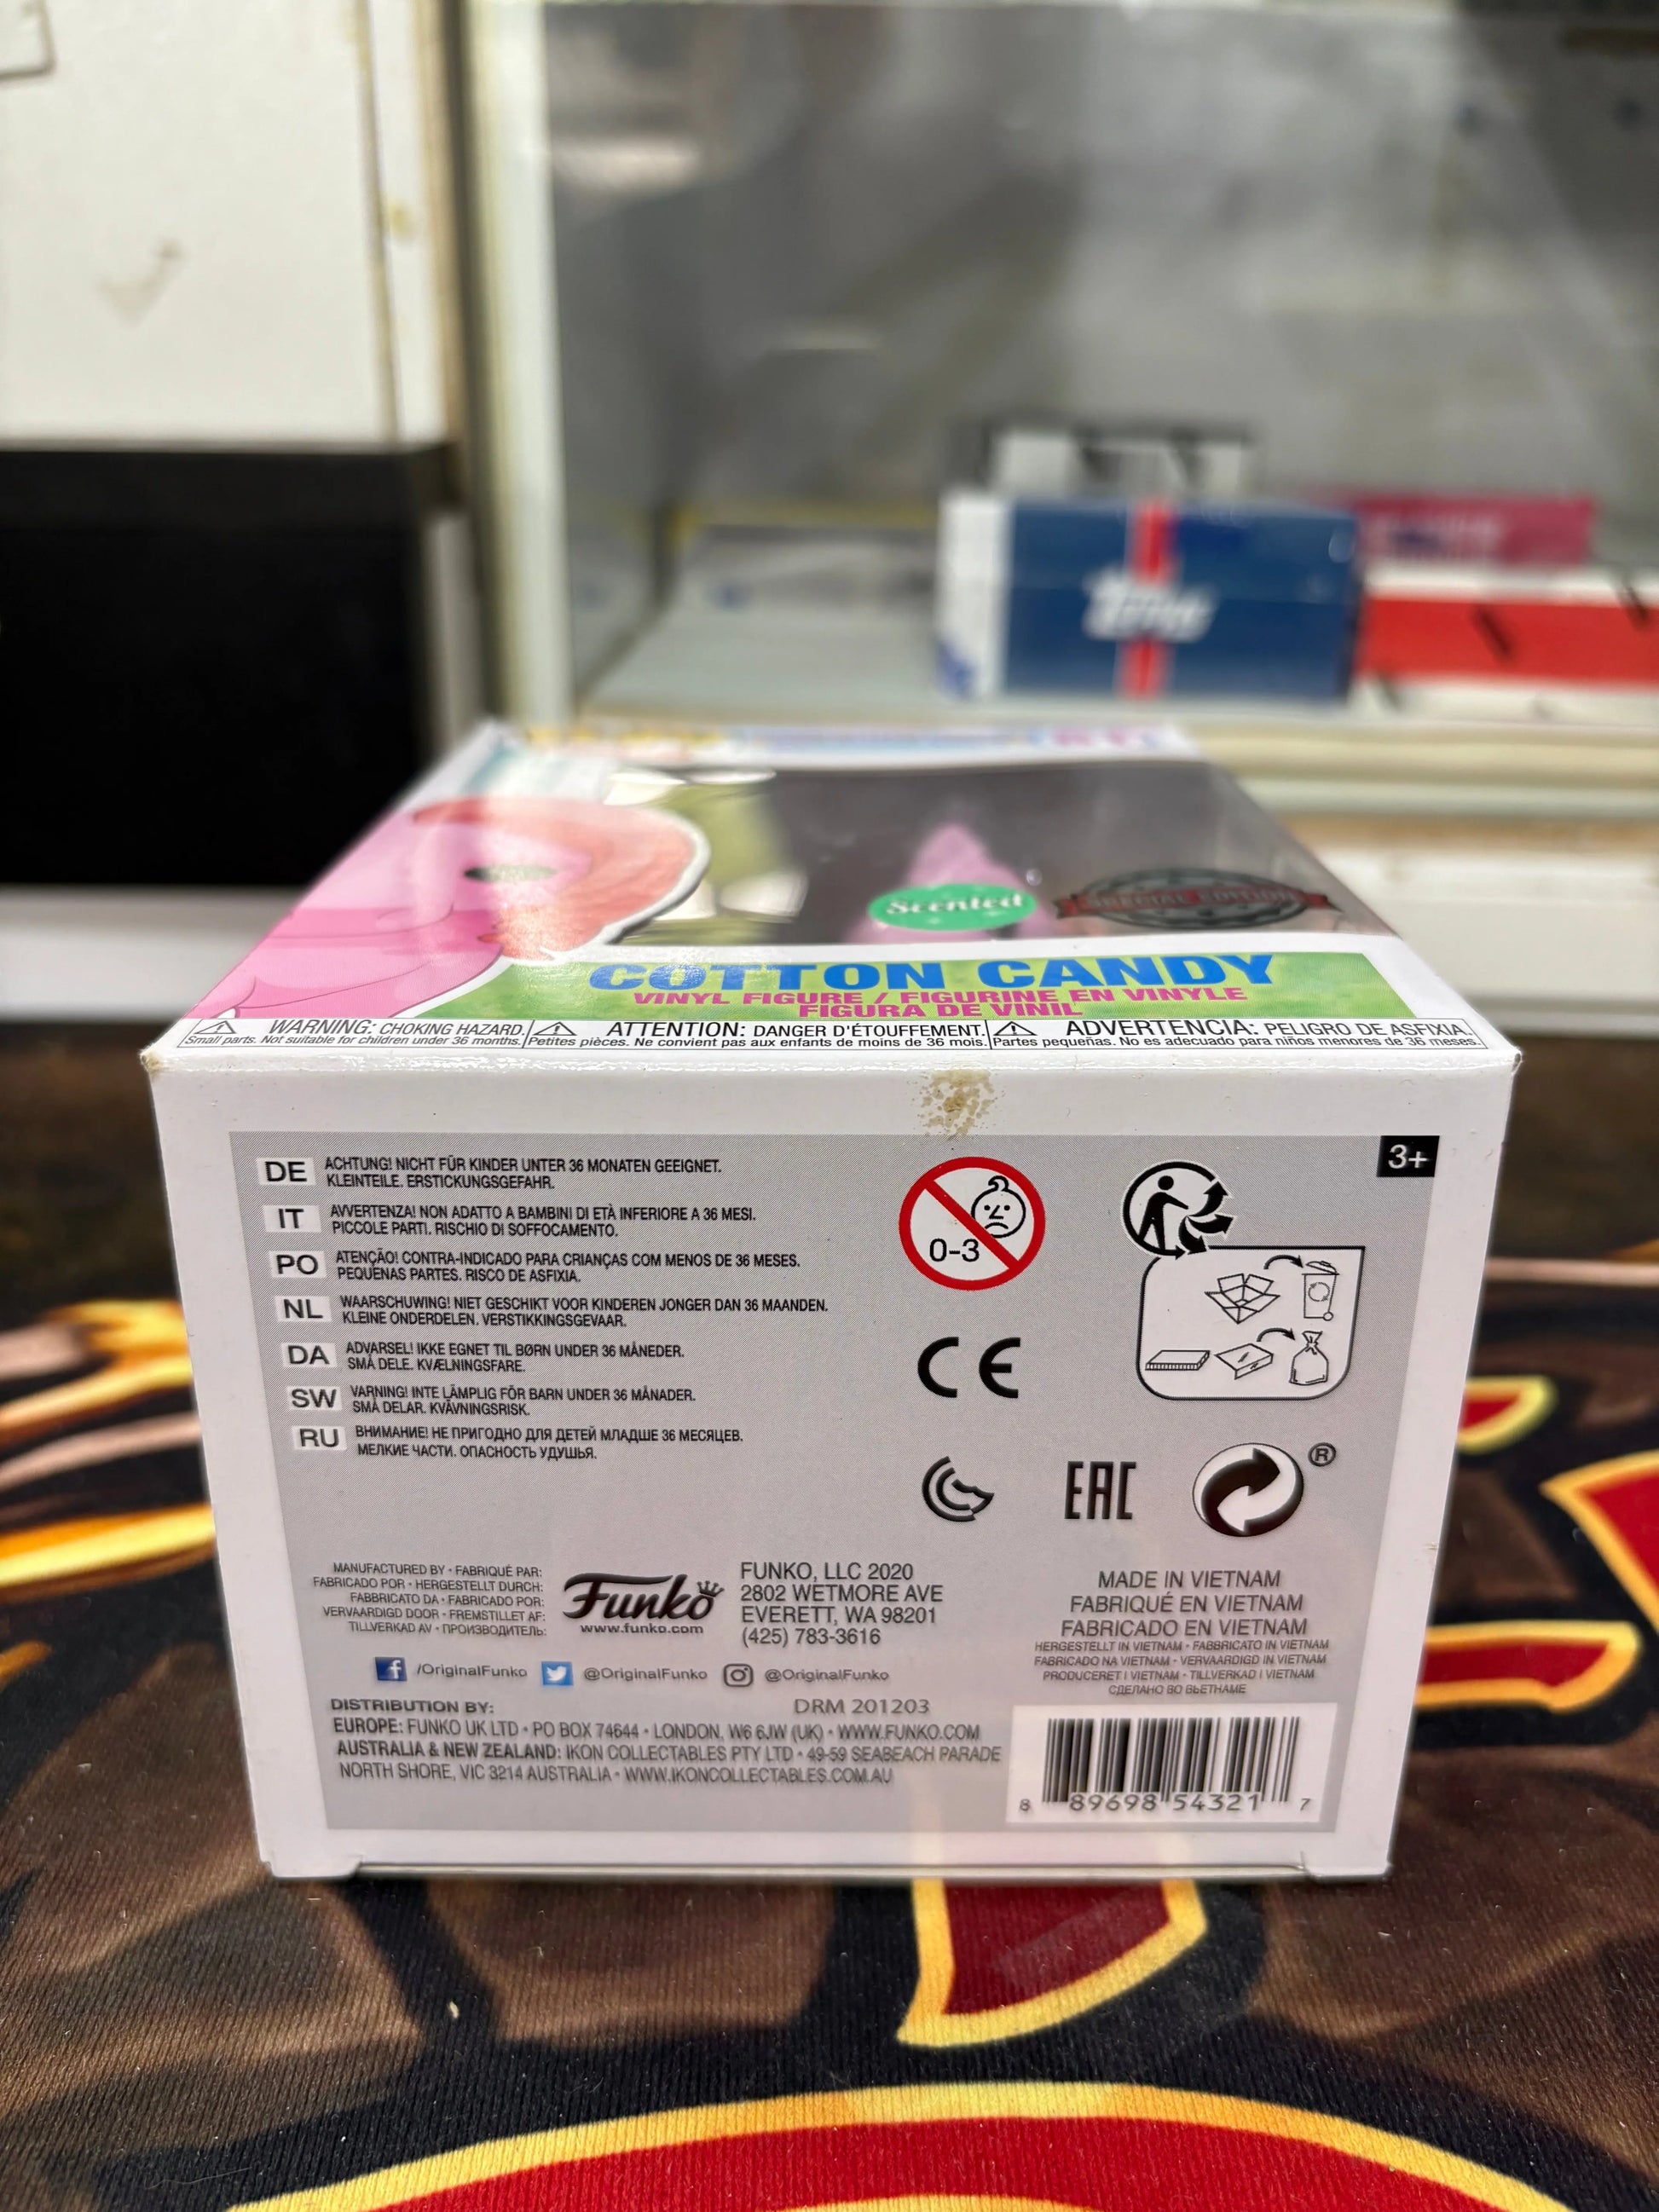 topps
Scented
SPECIAL EDITION
COTTON CANDY
VINYL FIGURE / FIGURINE EN VINYLE
FIGURA DE VINIL
WARNING: CHOKING HAZARD.
Small parts. Not suitable for children under 36 months.
ATTENTION: DANGER D'ÉTOUFFEMENT.
Petites pièces. Ne convient pas aux enfants de moins de 36 mois.
ADVERTENCIA: PELIGRO DE ASFIXIA.
Partes pequeñas. No es adecuado para niños menores de 36 meses.
3+
DE ACHTUNG! NICHT FÜR KINDER UNTER 36 MONATEN GEEIGNET.
KLEINTEILE. ERSTICKUNGSGEFAHR.
IT AVVERTENZA! NON ADATTO A BAMBINI DI ETÀ INFERIORE A 36 MESI.
PICCOLE PARTI. RISCHIO DI SOFFOCAMENTO.
PO ATENÇÃO! CONTRA-INDICADO PARA CRIANÇAS COM MENOS DE 36 MESES.
PEQUENAS PARTES. RISCO DE ASFIXIA.
NL WAARSCHUWING! NIET GESCHIKT VOOR KINDEREN JONGER DAN 36 MAANDEN.
KLEINE ONDERDELEN. VERSTIKKINGSGEVAAR.
DA ADVARSEL! IKKE EGNET TIL BØRN UNDER 36 MÅNEDER.
SMÅ DELE. KVÆLNINGSFARE.
SW VARNING! INTE LÄMPLIG FÖR BARN UNDER 36 MÅNADER.
SMÅ DELAR. KVÄVNINGSRISK.
RU ВНИМАНИЕ! НЕ ПРИГОДНО ДЛЯ ДЕТЕЙ МЛАДШЕ 36 МЕСЯЦЕВ.
МЕЛКИЕ ЧАСТИ. ОПАСНОСТЬ УДУШЬЯ.
0-3
CE
EAC
®
MANUFACTURED BY • FABRIQUÉ PAR:
FABRICADO POR • HERGESTELLT DURCH:
FABBRICATO DA • FABRICADO POR:
VERVAARDIGD DOOR • FREMSTILLET AF:
TILLVERKAD AV • ПРОИЗВОДИТЕЛЬ:
Funko
www.funko.com
FUNKO, LLC 2020
2802 WETMORE AVE
EVERETT, WA 98201
(425) 783-3616
MADE IN VIETNAM
FABRIQUÉ EN VIETNAM
FABRICADO EN VIETNAM
HERGESTELLT IN VIETNAM • FABBRICATO IN VIETNAM
FABRICADO NA VIETNAM • VERVAARDIGD IN VIETNAM
PRODUCERET I VIETNAM • TILLVERKAD I VIETNAM
СДЕЛАНО ВО ВЬЕТНАМЕ
/OriginalFunko @OriginalFunko @OriginalFunko
DISTRIBUTION BY: DRM 201203
EUROPE: FUNKO UK LTD • PO BOX 74644 • LONDON, W6 6JW (UK) • WWW.FUNKO.COM
AUSTRALIA & NEW ZEALAND: IKON COLLECTABLES PTY LTD • 49-59 SEABEACH PARADE
NORTH SHORE, VIC 3214 AUSTRALIA • WWW.IKONCOLLECTABLES.COM.AU
8 89698 54321 7